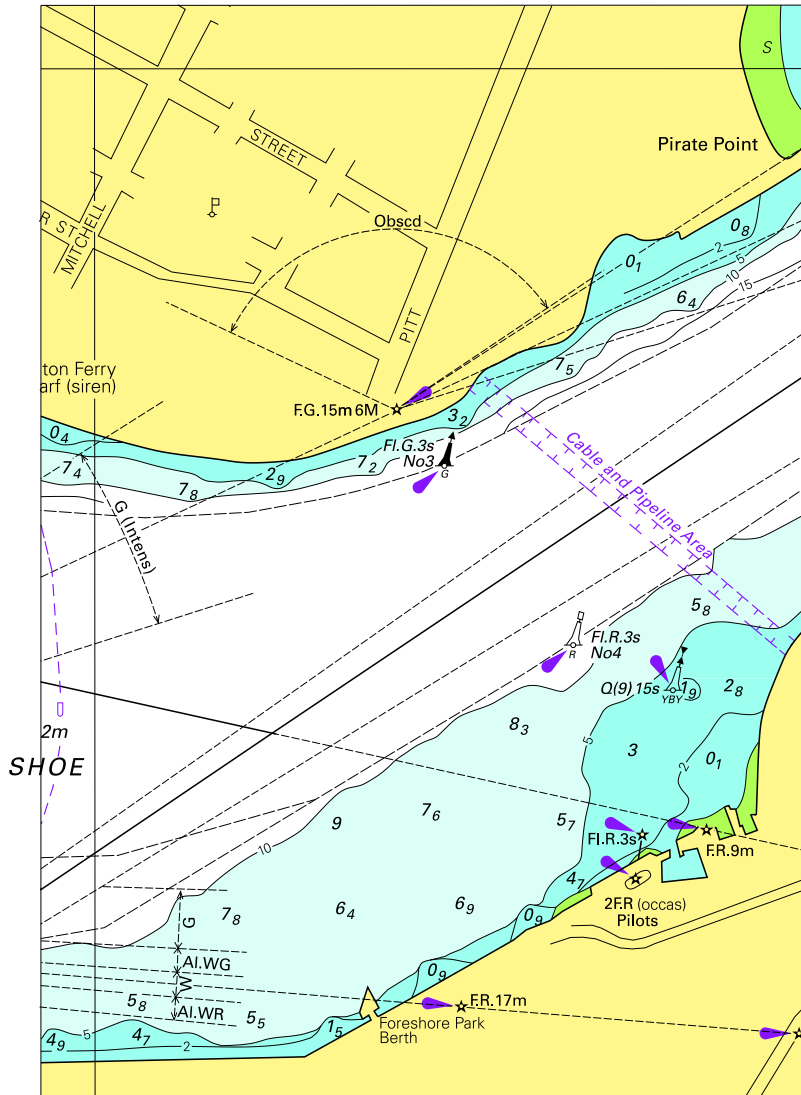 S
Pirate Point
STREET
MITCHELL
R ST
Obscd
PITT
0₈
2
5
10
15
0₁
6₄
7₅
ton Ferry
arf (siren)
F.G.15m 6M
3₂
Fl.G.3s
No3
G
0₄
7₄
7₈
2₉
7₂
Cable and Pipeline Area
G (Intens)
5₈
Fl.R.3s
No4
R
Q(9) 15s
YBY
1₉
2₈
2m
SHOE
8₃
5
3
2
0₁
9
7₆
5₇
10
Fl.R.3s
F.R.9m
4₇
2F.R (occas)
Pilots
7₈
6₄
6₉
0₉
G
Al.WG
W
Al.WR
0₉
F.R.17m
5₈
5₅
1₅
Foreshore Park
Berth
4₉
5
4₇
2